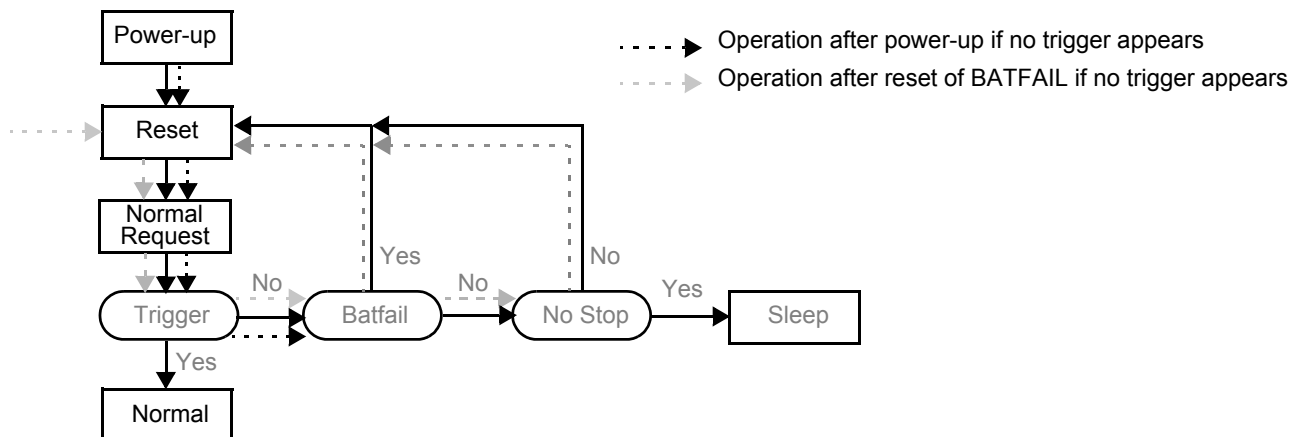 Power-up
Operation after power-up if no trigger appears
Operation after reset of BATFAIL if no trigger appears
Reset
Normal
Request
Yes
No
No
No
Yes
Trigger
Batfail
No Stop
Sleep
Yes
Normal